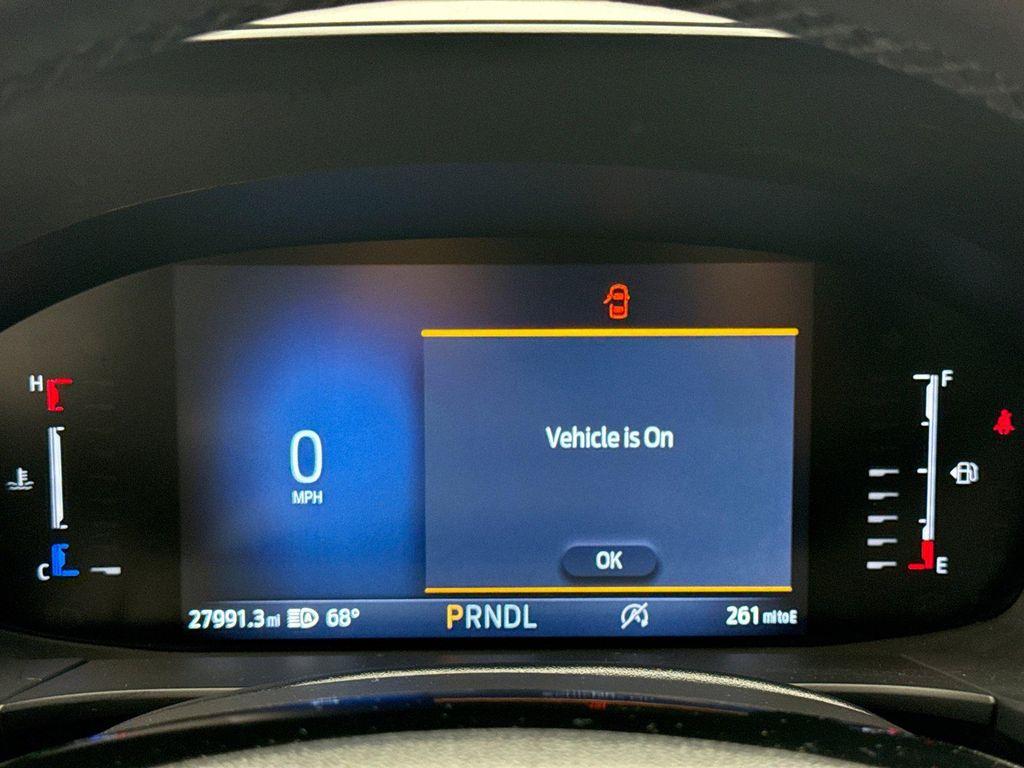 H
F
Vehicle is On
0
MPH
C
E
OK
27991.3 mi A 68°
PRNDL
261 mi to E